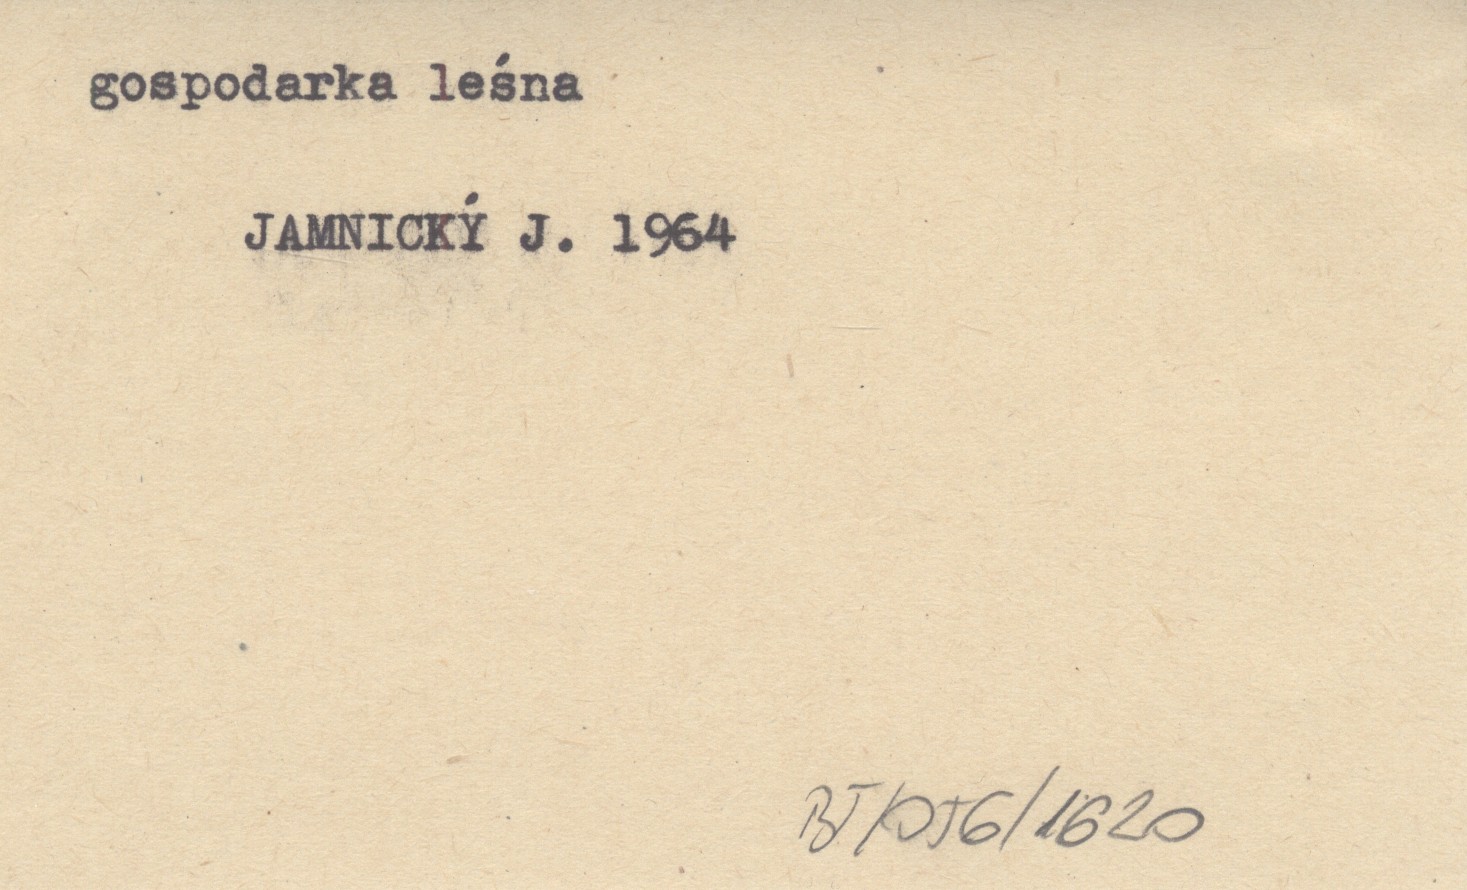 gospodarka leśna
JAMNICKÝ J. 1964
BJ/DJ6/1620